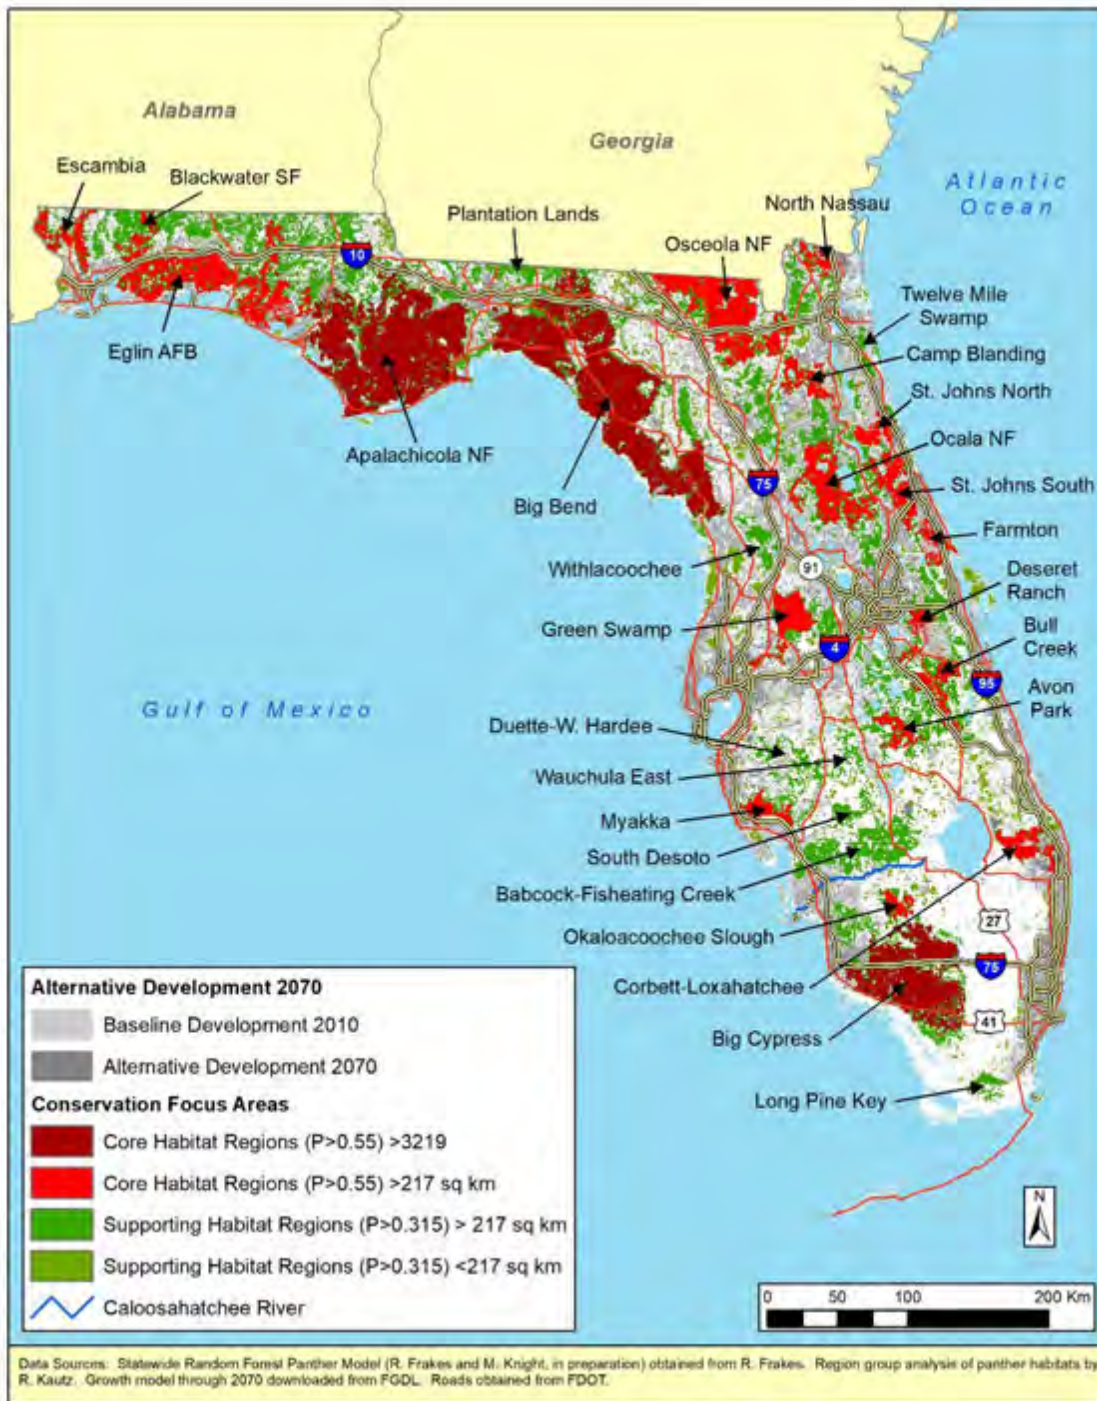 Alabama
Georgia
Atlantic
Ocean
Escambia
Blackwater SF
Plantation Lands
North Nassau
Osceola NF
10
Twelve Mile
Swamp
Eglin AFB
Camp Blanding
St. Johns North
Apalachicola NF
Ocala NF
Big Bend
75
St. Johns South
Farmton
Withlacoochee
91
Deseret
Ranch
Green Swamp
4
Bull
Creek
95
Gulf of Mexico
Avon
Park
Duette-W. Hardee
Wauchula East
Myakka
South Desoto
Babcock-Fisheating Creek
Okaloacoochee Slough
27
75
Corbett-Loxahatchee
41
Big Cypress
Long Pine Key
Alternative Development 2070
Baseline Development 2010
Alternative Development 2070
Conservation Focus Areas
Core Habitat Regions (P>0.55) >3219
Core Habitat Regions (P>0.55) >217 sq km
Supporting Habitat Regions (P>0.315) > 217 sq km
Supporting Habitat Regions (P>0.315) <217 sq km
Caloosahatchee River
N
0 50 100 200 Km
Data Sources: Statewide Random Forest Panther Model (R. Frakes and M. Knight, in preparation) obtained from R. Frakes. Region group analysis of panther habitats by
R. Kautz. Growth model through 2070 downloaded from FGDL. Roads obtained from FDOT.